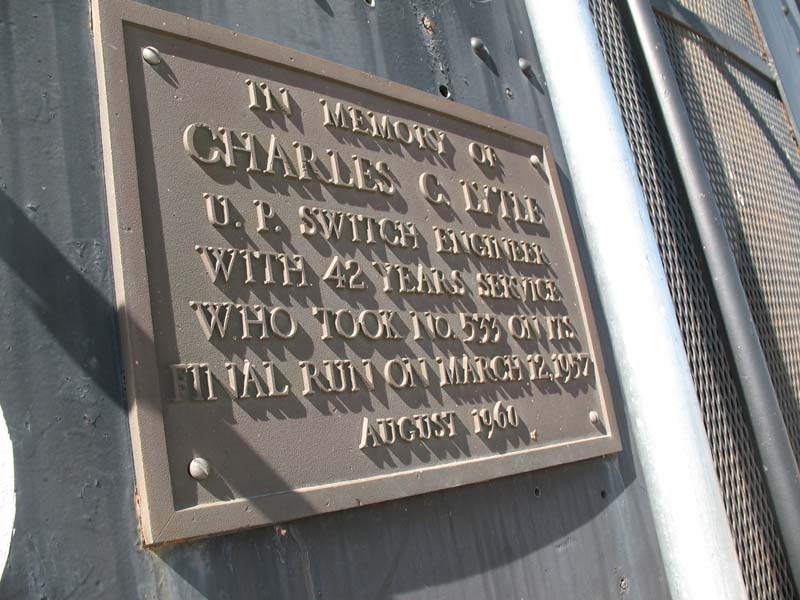 IN MEMORY OF
CHARLES C. LYTLE
U. P. SWITCH ENGINEER
WITH 42 YEARS SERVICE
WHO TOOK NO. 533 ON ITS
FINAL RUN ON MARCH 12, 1957
AUGUST 1960